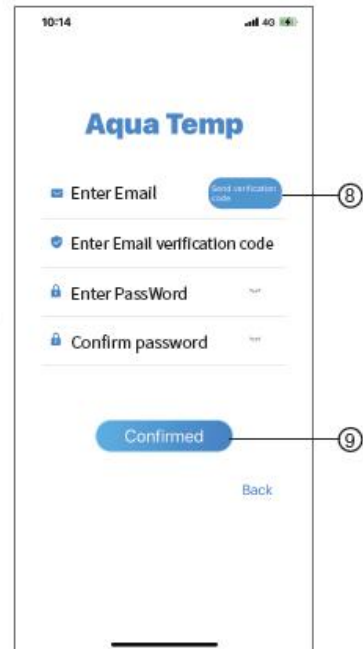 10:14 4G
Aqua Temp
Enter Email
Send verification
code
⑧
Enter Email verification code
Enter PassWord
Confirm password
Confirmed
⑨
Back